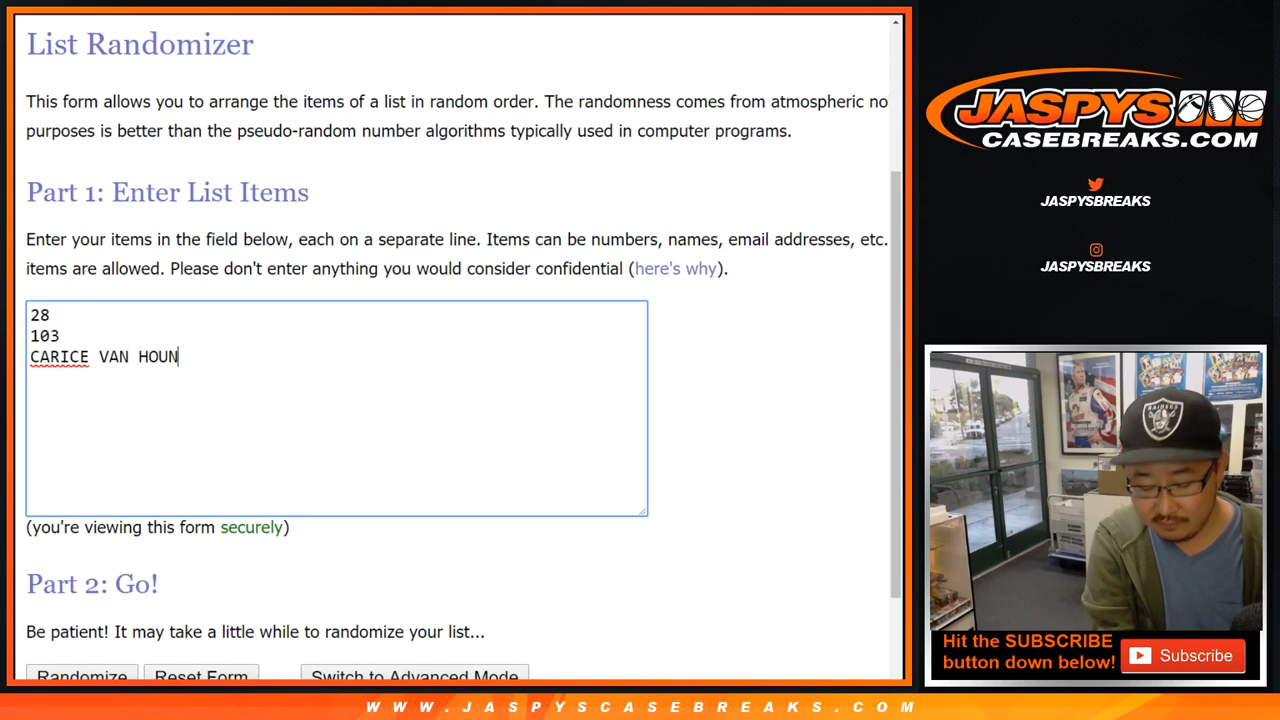 List Randomizer
This form allows you to arrange the items of a list in random order. The randomness comes from atmospheric no
purposes is better than the pseudo-random number algorithms typically used in computer programs.
Part 1: Enter List Items
Enter your items in the field below, each on a separate line. Items can be numbers, names, email addresses, etc.
items are allowed. Please don't enter anything you would consider confidential (here's why).
28
103
CARICE VAN HOUN
(you're viewing this form securely)
Part 2: Go!
Be patient! It may take a little while to randomize your list...
Randomize Reset Form Switch to Advanced Mode
JASPYS
CASEBREAKS.COM
JASPYSBREAKS
JASPYSBREAKS
RAIDERS
Hit the SUBSCRIBE
button down below!
Subscribe
WWW.JASPYSCASEBREAKS.COM